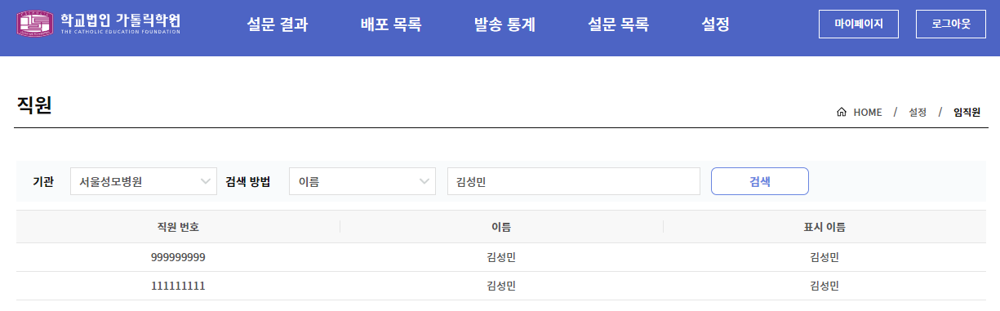 학교법인 가톨릭학원
THE CATHOLIC EDUCATION FOUNDATION
설문 결과 배포 목록 발송 통계 설문 목록 설정 마이페이지 로그아웃
직원
HOME / 설정 / 임직원
기관 서울성모병원 검색 방법 이름 김성민 검색
직원 번호 이름 표시 이름
999999999 김성민 김성민
111111111 김성민 김성민